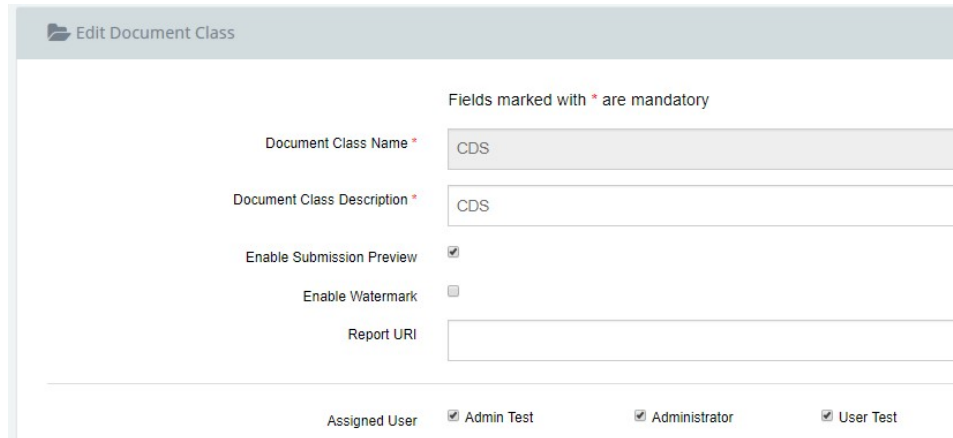 Edit Document Class
Fields marked with * are mandatory
Document Class Name * CDS
Document Class Description * CDS
Enable Submission Preview
Enable Watermark
Report URI
Assigned User Admin Test Administrator User Test